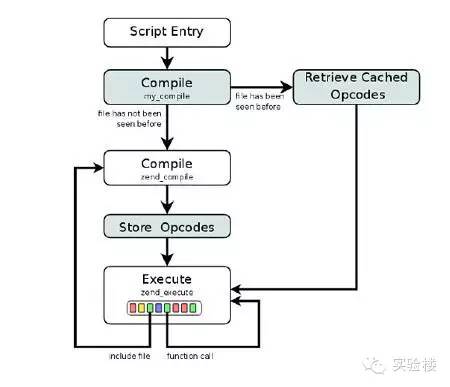 Script Entry
Compile
my_compile
file has been
seen before
Retrieve Cached
Opcodes
file has not been
seen before
Compile
zend_compile
Store Opcodes
Execute
zend_execute
include file
function call
实验楼